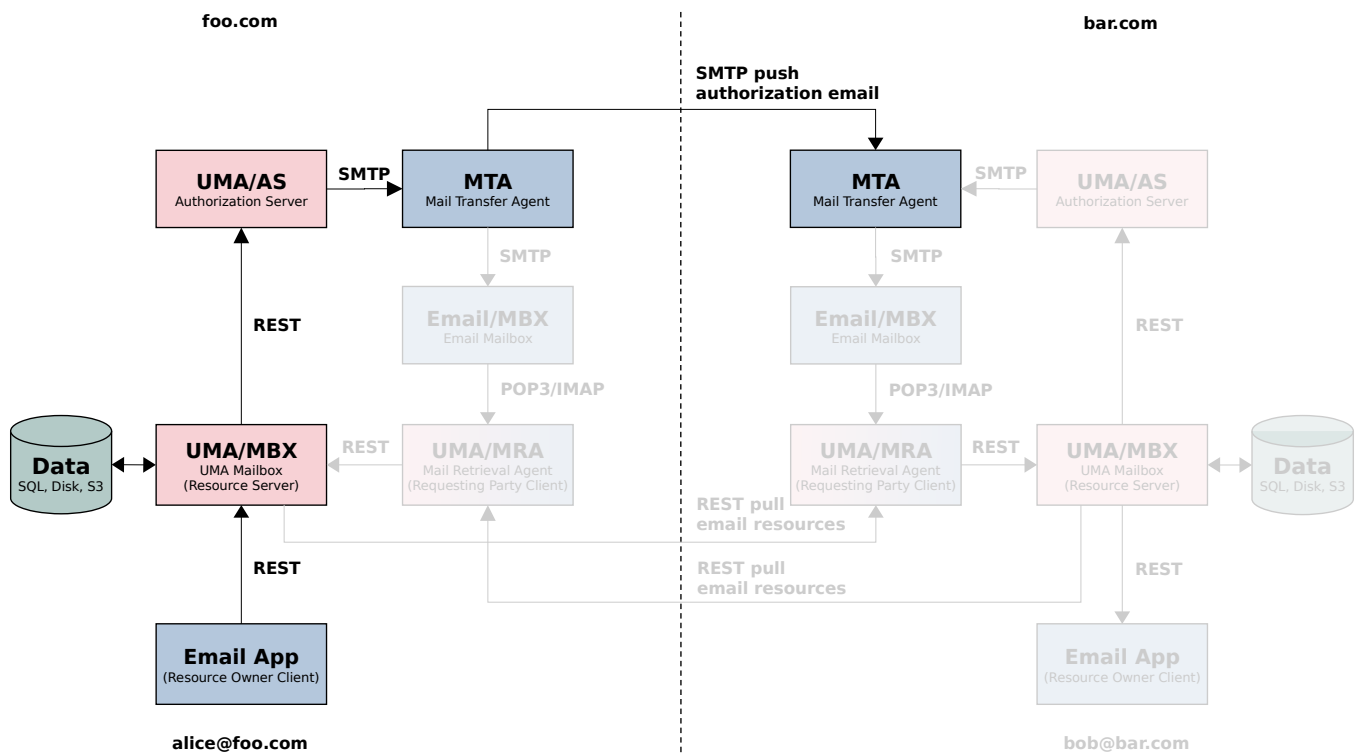 foo.com
bar.com
SMTP push
authorization email
UMA/AS
Authorization Server
SMTP
MTA
Mail Transfer Agent
MTA
Mail Transfer Agent
SMTP
UMA/AS
Authorization Server
SMTP
SMTP
REST
Email/MBX
Email Mailbox
Email/MBX
Email Mailbox
REST
POP3/IMAP
POP3/IMAP
Data
SQL, Disk, S3
UMA/MBX
UMA Mailbox
(Resource Server)
REST
UMA/MRA
Mail Retrieval Agent
(Requesting Party Client)
UMA/MRA
Mail Retrieval Agent
(Requesting Party Client)
REST
UMA/MBX
UMA Mailbox
(Resource Server)
Data
SQL, Disk, S3
REST pull
email resources
REST
REST pull
email resources
REST
Email App
(Resource Owner Client)
Email App
(Resource Owner Client)
alice@foo.com
bob@bar.com